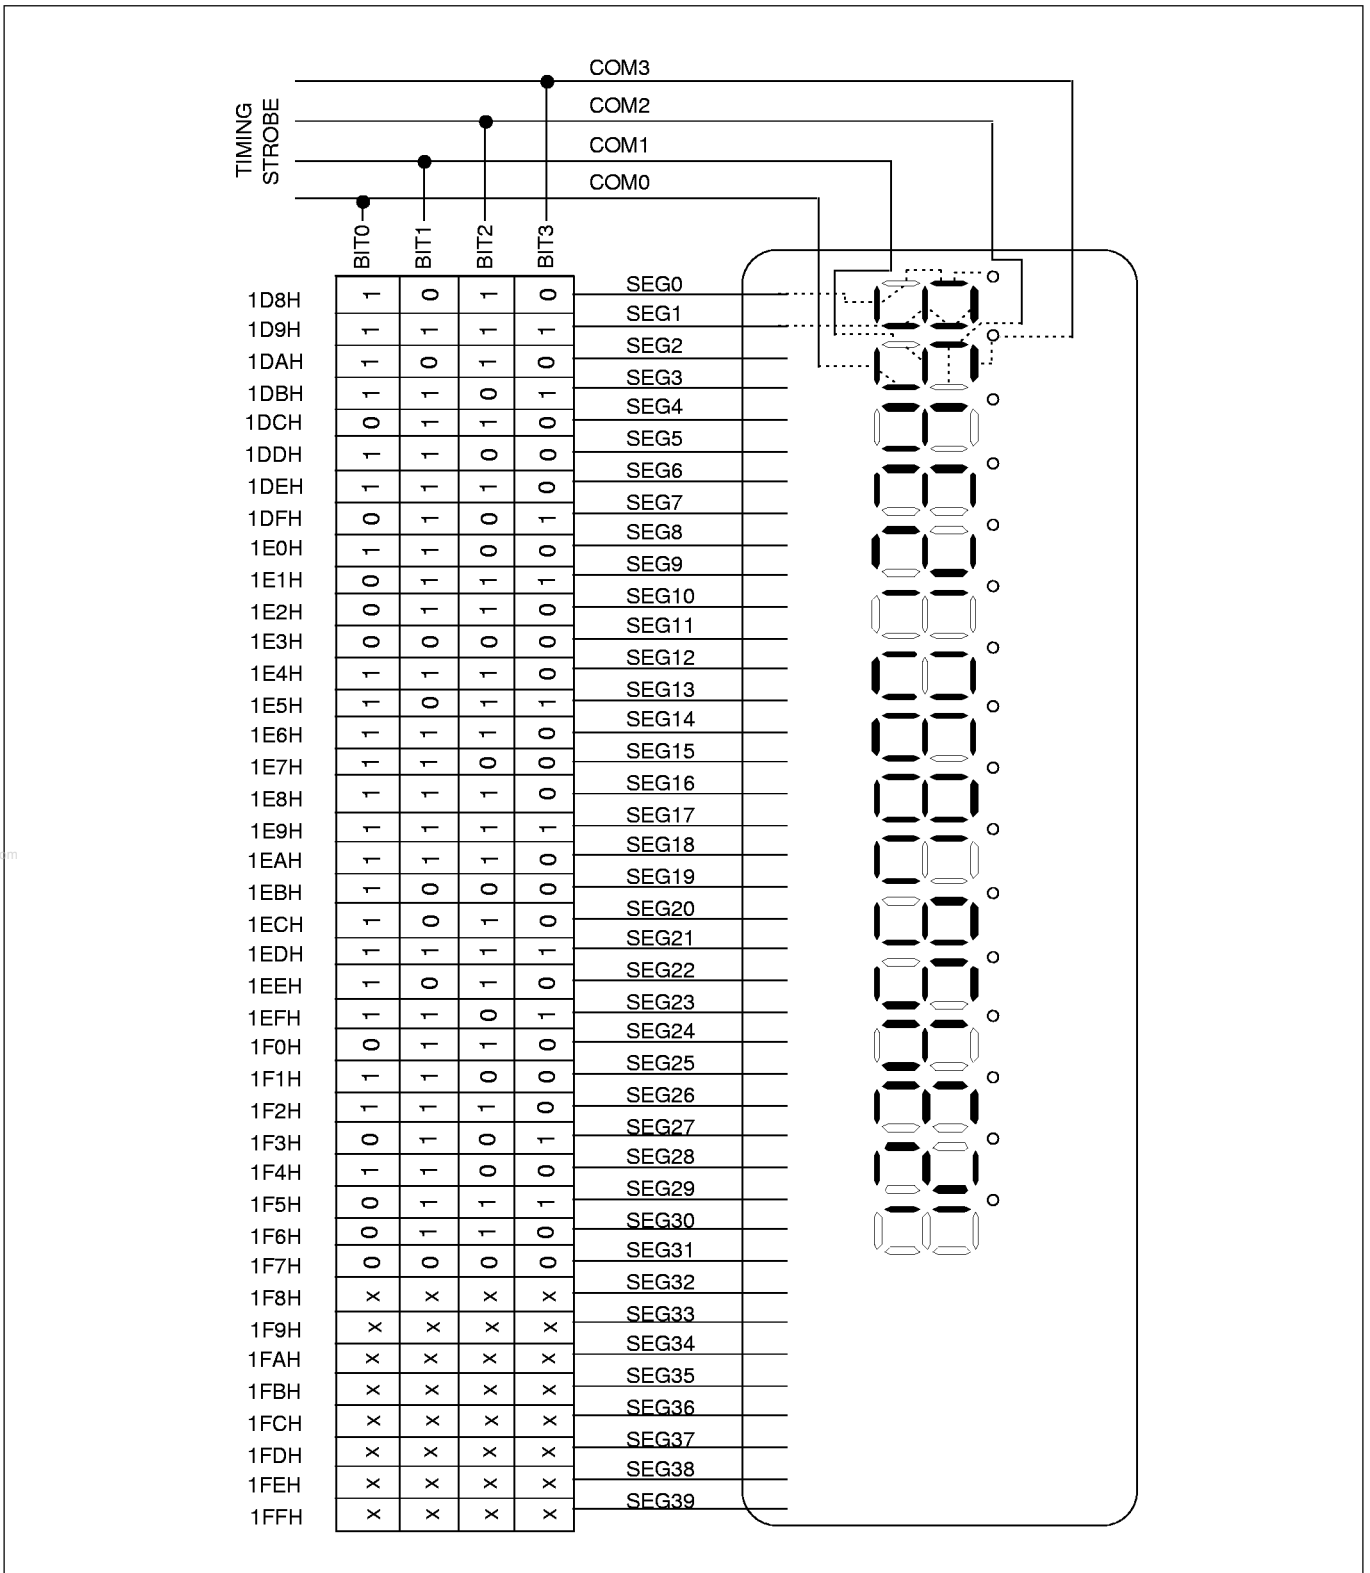 COM3
COM2
COM1
COM0
TIMING
STROBE
BIT0 BIT1 BIT2 BIT3
1D8H 1 0 1 0 SEG0
1D9H 1 1 1 1 SEG1
1DAH 1 0 1 0 SEG2
1DBH 1 1 0 1 SEG3
1DCH 0 1 1 0 SEG4
1DDH 1 1 0 0 SEG5
1DEH 1 1 1 0 SEG6
1DFH 0 1 0 1 SEG7
1E0H 1 1 0 0 SEG8
1E1H 0 1 1 1 SEG9
1E2H 0 1 1 0 SEG10
1E3H 0 0 0 0 SEG11
1E4H 1 1 1 0 SEG12
1E5H 1 0 1 1 SEG13
1E6H 1 1 1 0 SEG14
1E7H 1 1 0 0 SEG15
1E8H 1 1 1 0 SEG16
1E9H 1 1 1 1 SEG17
1EAH 1 1 1 0 SEG18
1EBH 1 0 0 0 SEG19
1ECH 1 0 1 0 SEG20
1EDH 1 1 1 1 SEG21
1EEH 1 0 1 0 SEG22
1EFH 1 1 0 1 SEG23
1F0H 0 1 1 0 SEG24
1F1H 1 1 0 0 SEG25
1F2H 1 1 1 0 SEG26
1F3H 0 1 0 1 SEG27
1F4H 1 1 0 0 SEG28
1F5H 0 1 1 1 SEG29
1F6H 0 1 1 0 SEG30
1F7H 0 0 0 0 SEG31
1F8H x x x x SEG32
1F9H x x x x SEG33
1FAH x x x x SEG34
1FBH x x x x SEG35
1FCH x x x x SEG36
1FDH x x x x SEG37
1FEH x x x x SEG38
1FFH x x x x SEG39